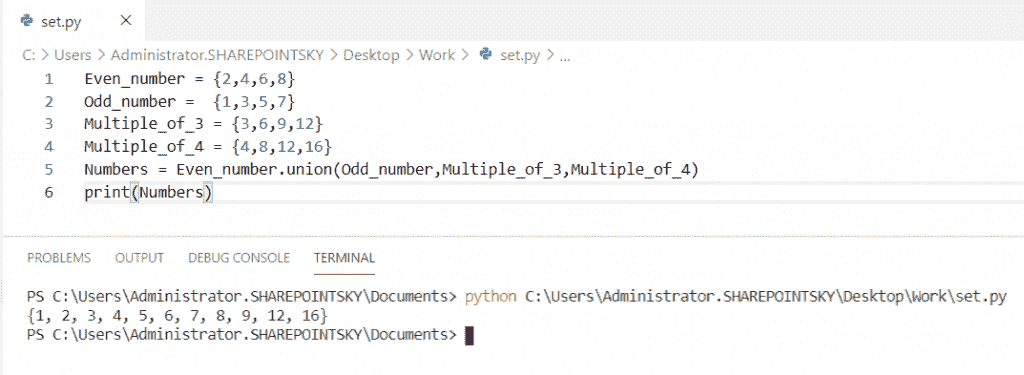 set.py ×
C: > Users > Administrator.SHAREPOINTSKY > Desktop > Work > set.py > ...
1 Even_number = {2,4,6,8}
2 Odd_number =  {1,3,5,7}
3 Multiple_of_3 = {3,6,9,12}
4 Multiple_of_4 = {4,8,12,16}
5 Numbers = Even_number.union(Odd_number,Multiple_of_3,Multiple_of_4)
6 print(Numbers)
PROBLEMS OUTPUT DEBUG CONSOLE TERMINAL
PS C:\Users\Administrator.SHAREPOINTSKY\Documents> python C:\Users\Administrator.SHAREPOINTSKY\Desktop\Work\set.py
{1, 2, 3, 4, 5, 6, 7, 8, 9, 12, 16}
PS C:\Users\Administrator.SHAREPOINTSKY\Documents>